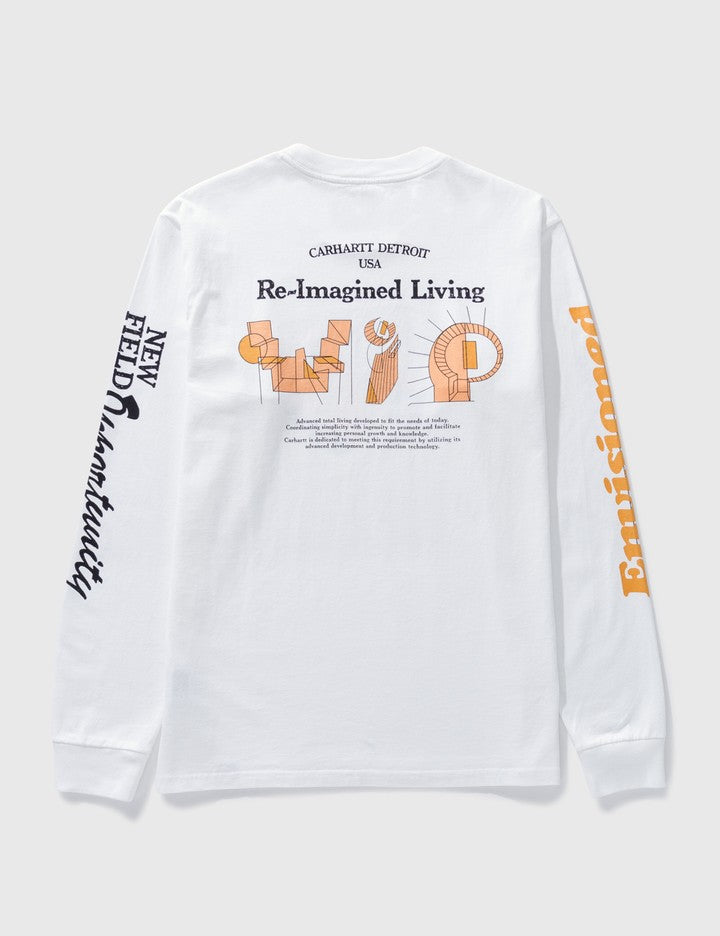 CARHARTT DETROIT
USA
Re-Imagined Living
WIP
Advanced total living developed to fit the needs of today.
Coordinating simplicity with ingenuity to promote and facilitate
increasing personal growth and knowledge.
Carhartt is dedicated to meeting this requirement by utilizing its
advanced development and production technology.
NEW
FIELD
Opportunity
Envisioned